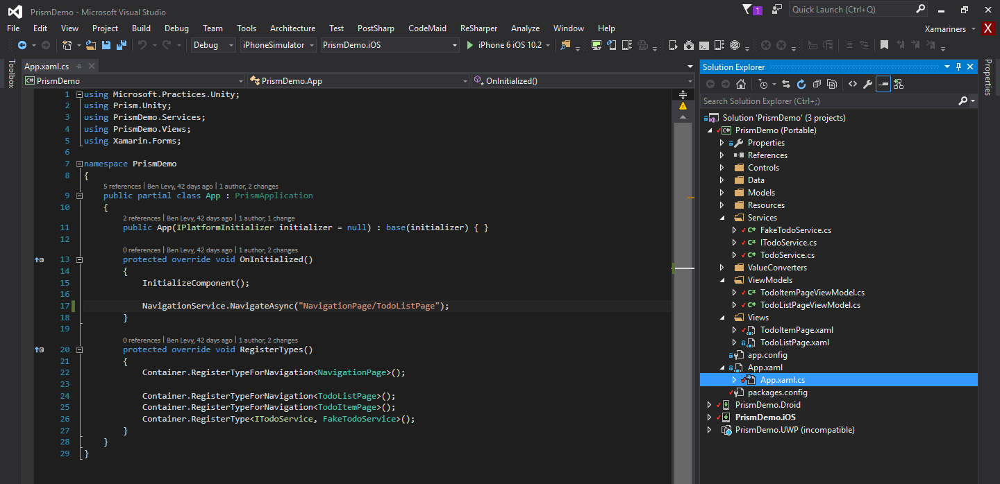 PrismDemo - Microsoft Visual Studio
1
Quick Launch (Ctrl+Q)
File Edit View Project Build Debug Team Tools Architecture Test PostSharp CodeMaid ReSharper Analyze Window Help
Xamariners X
Debug iPhoneSimulator PrismDemo.iOS iPhone 6 iOS 10.2
Toolbox
App.xaml.cs
C# PrismDemo PrismDemo.App OnInitialized()
1 using Microsoft.Practices.Unity;
2 using Prism.Unity;
3 using PrismDemo.Services;
4 using PrismDemo.Views;
5 using Xamarin.Forms;
6
7 namespace PrismDemo
8 {
5 references | Ben Levy, 42 days ago | 1 author, 2 changes
9 public partial class App : PrismApplication
10 {
2 references | Ben Levy, 42 days ago | 1 author, 1 change
11 public App(IPlatformInitializer initializer = null) : base(initializer) { }
12
0 references | Ben Levy, 42 days ago | 1 author, 2 changes
13 protected override void OnInitialized()
14 {
15 InitializeComponent();
16
17 NavigationService.NavigateAsync("NavigationPage/TodoListPage");
18 }
19
0 references | Ben Levy, 42 days ago | 1 author, 2 changes
20 protected override void RegisterTypes()
21 {
22 Container.RegisterTypeForNavigation<NavigationPage>();
23
24 Container.RegisterTypeForNavigation<TodoListPage>();
25 Container.RegisterTypeForNavigation<TodoItemPage>();
26 Container.RegisterType<ITodoService, FakeTodoService>();
27 }
28 }
29 }
Solution Explorer
Search Solution Explorer (Ctrl+;)
Solution 'PrismDemo' (3 projects)
C# PrismDemo (Portable)
Properties
References
Controls
Data
Models
Resources
Services
C# FakeTodoService.cs
C# ITodoService.cs
C# TodoService.cs
ValueConverters
ViewModels
C# TodoItemPageViewModel.cs
C# TodoListPageViewModel.cs
Views
TodoItemPage.xaml
TodoListPage.xaml
app.config
App.xaml
App.xaml.cs
packages.config
PrismDemo.Droid
PrismDemo.iOS
PrismDemo.UWP (incompatible)
Properties